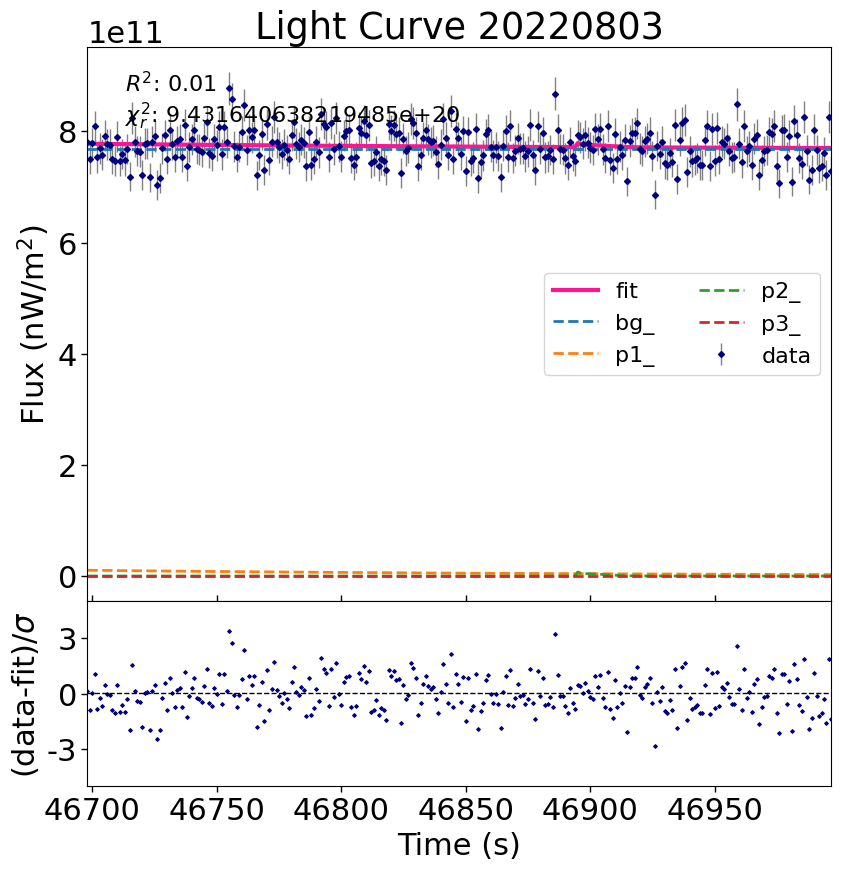 Light Curve 20220803
1e11
R²: 0.01
χ²ᵣ: 9.431640638219485e+20
8
6
4
2
0
Flux (nW/m²)
fit
bg_
p1_
p2_
p3_
data
3
0
-3
(data-fit)/σ
46700 46750 46800 46850 46900 46950
Time (s)